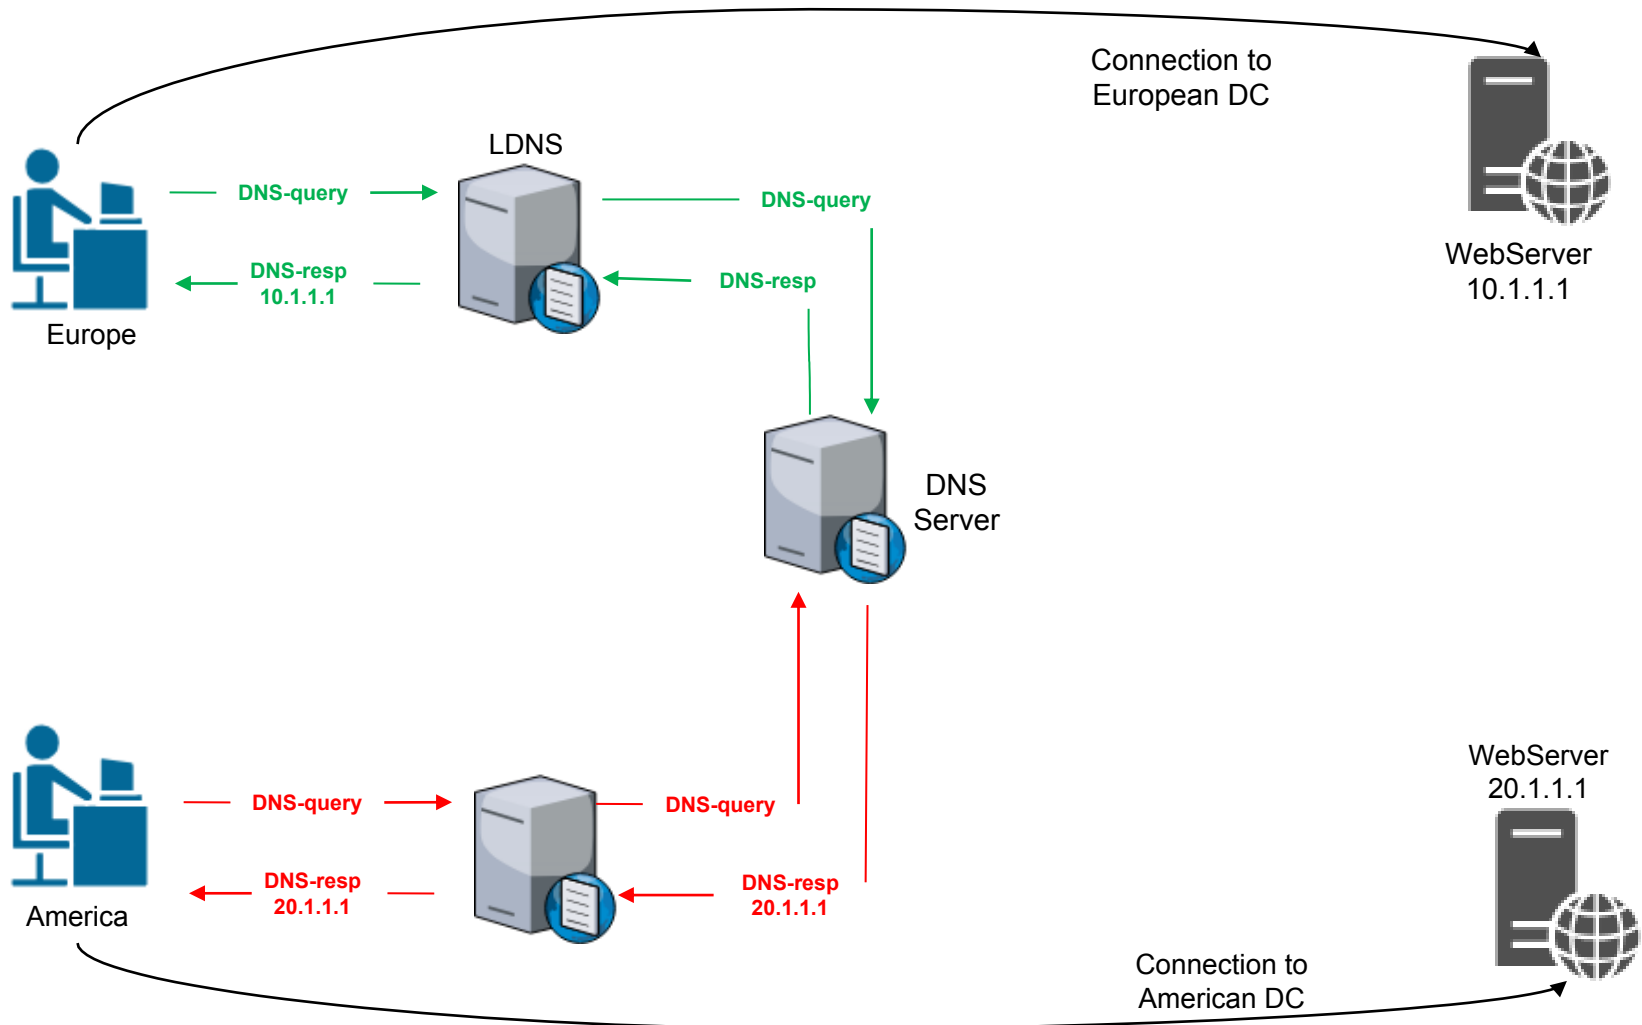 Connection to
European DC
LDNS
DNS-query
DNS-query
DNS-resp
10.1.1.1
DNS-resp
Europe
WebServer
10.1.1.1
DNS
Server
WebServer
20.1.1.1
DNS-query
DNS-query
DNS-resp
20.1.1.1
DNS-resp
20.1.1.1
America
Connection to
American DC